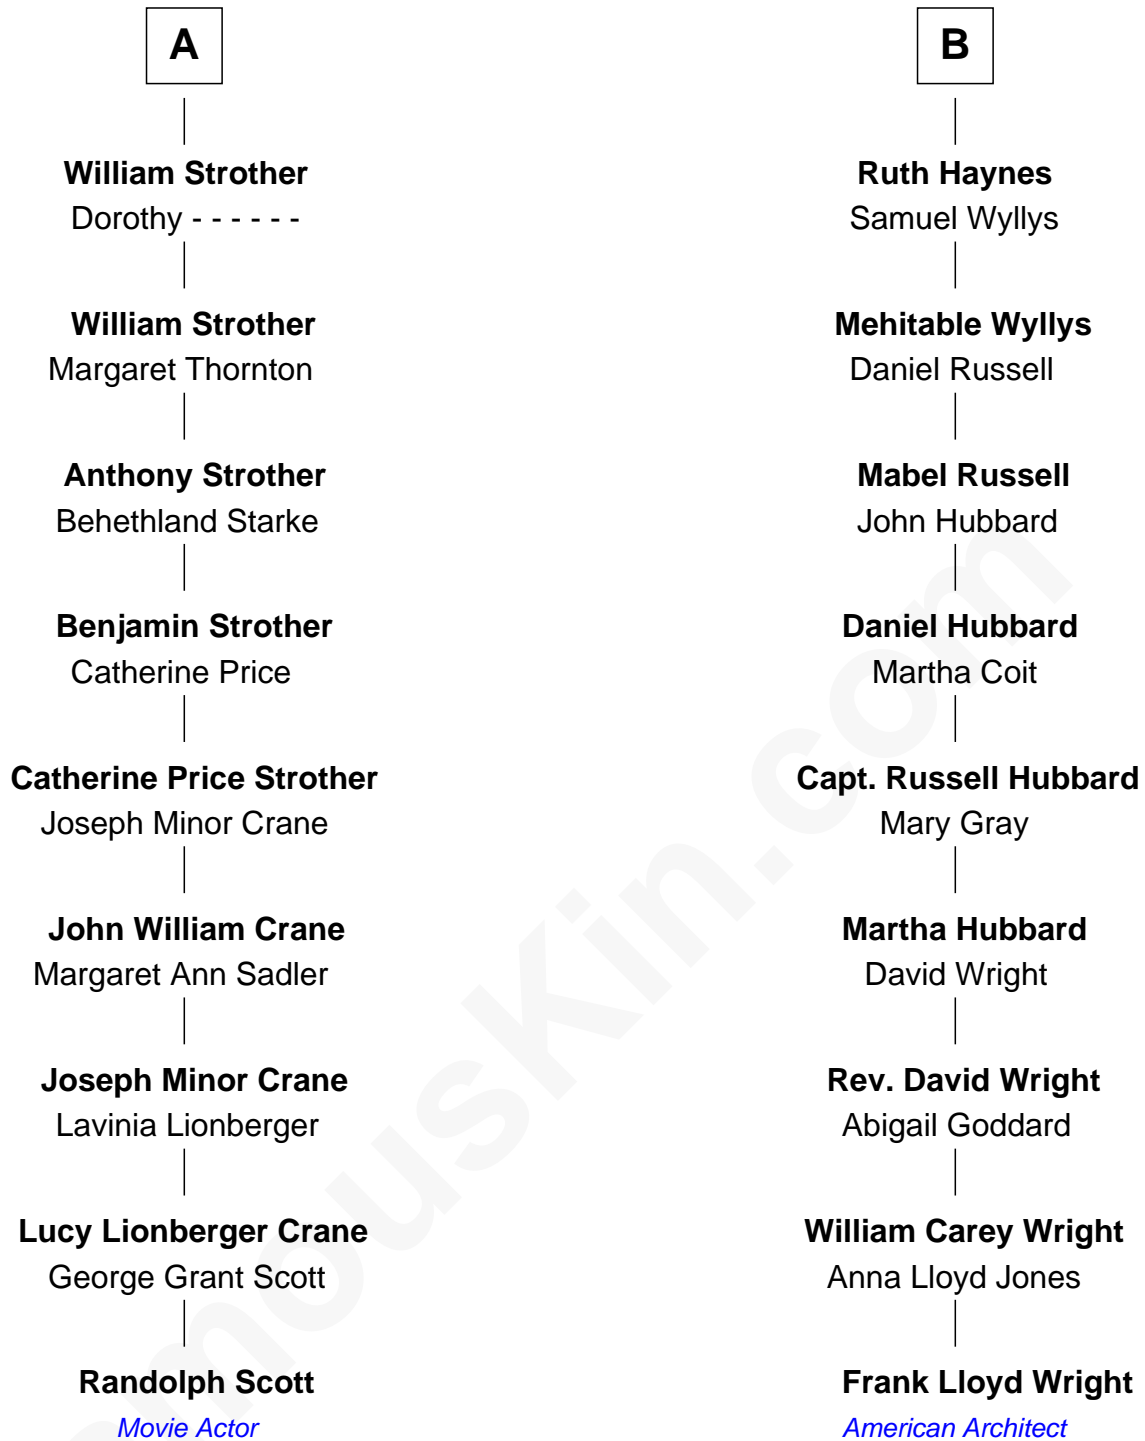 A
William Strother
Dorothy - - - - - -
William Strother
Margaret Thornton
Anthony Strother
Behethland Starke
Benjamin Strother
Catherine Price
Catherine Price Strother
Joseph Minor Crane
John William Crane
Margaret Ann Sadler
Joseph Minor Crane
Lavinia Lionberger
Lucy Lionberger Crane
George Grant Scott
Randolph Scott
Movie Actor
B
Ruth Haynes
Samuel Wyllys
Mehitable Wyllys
Daniel Russell
Mabel Russell
John Hubbard
Daniel Hubbard
Martha Coit
Capt. Russell Hubbard
Mary Gray
Martha Hubbard
David Wright
Rev. David Wright
Abigail Goddard
William Carey Wright
Anna Lloyd Jones
Frank Lloyd Wright
American Architect
mousKin.com